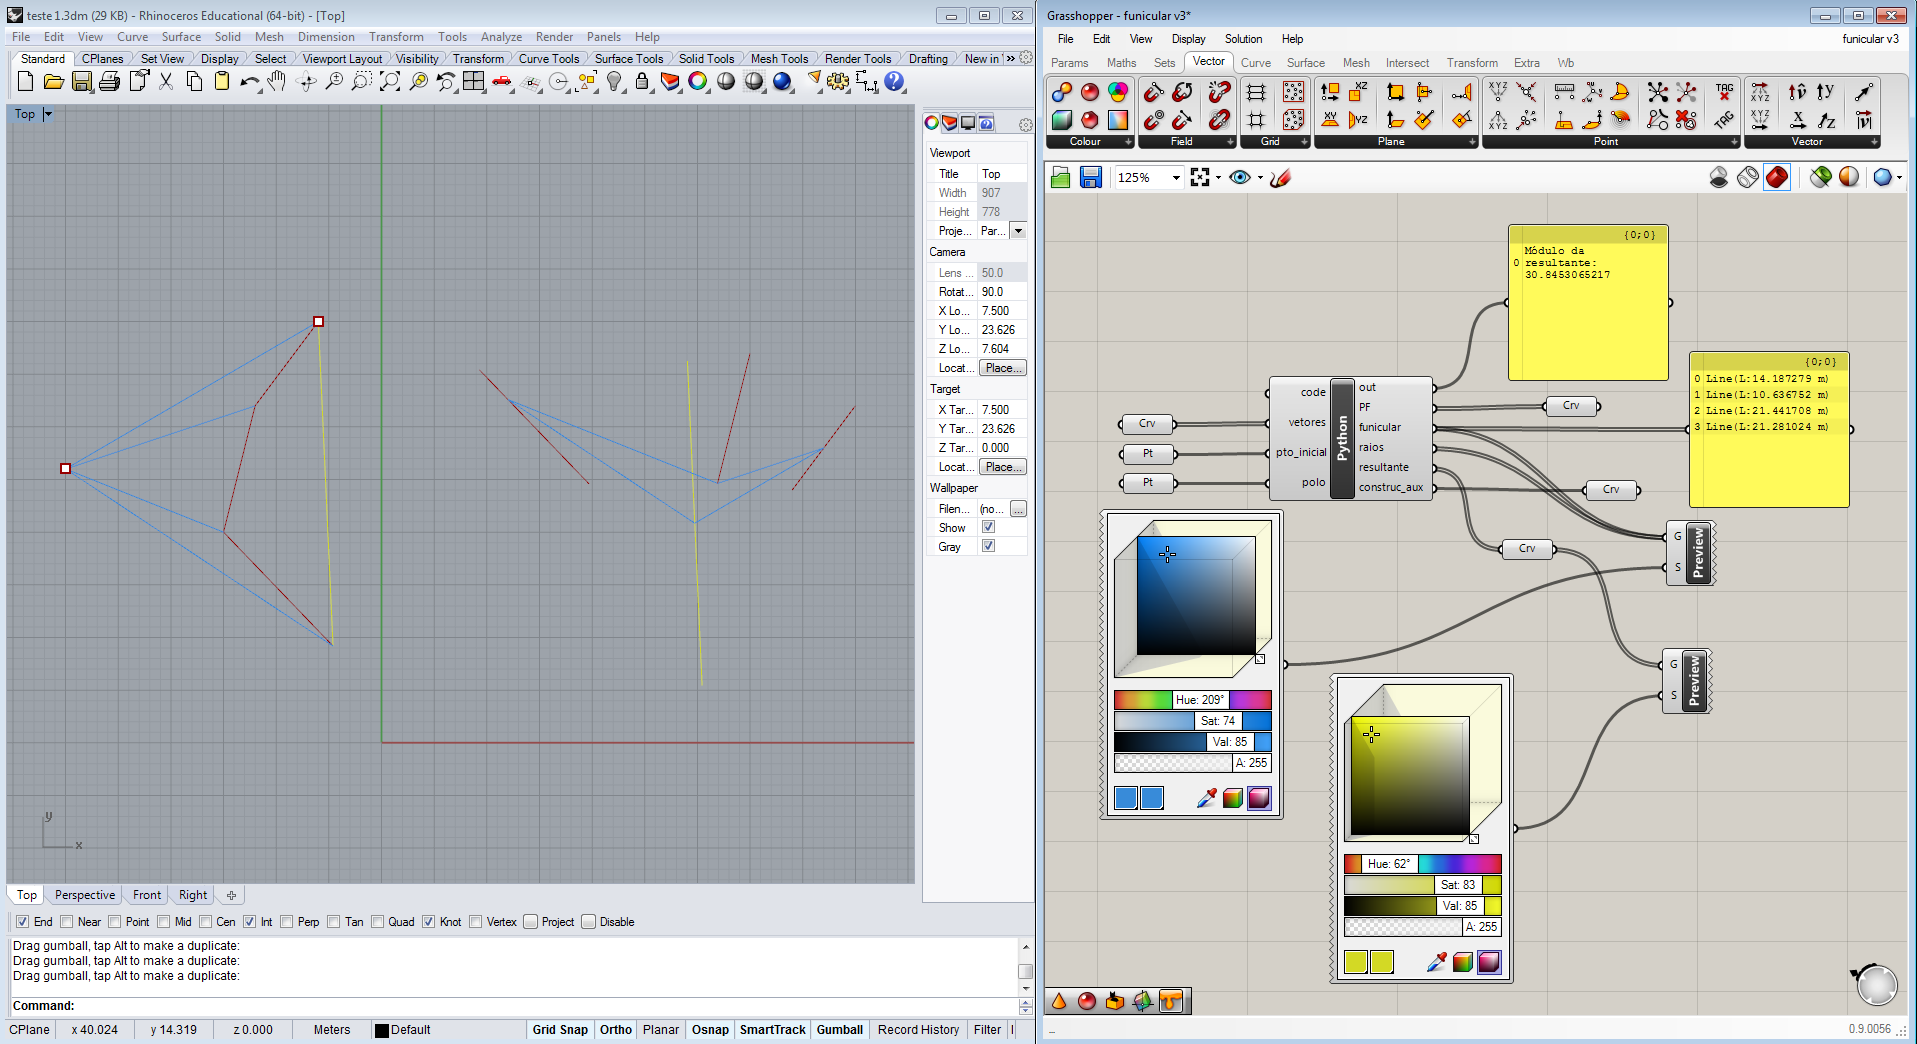 teste 1.3dm (29 KB) - Rhinoceros Educational (64-bit) - [Top]
File Edit View Curve Surface Solid Mesh Dimension Transform Tools Analyze Render Panels Help
Standard CPlanes Set View Display Select Viewport Layout Visibility Transform Curve Tools Surface Tools Solid Tools Mesh Tools Render Tools Drafting New in »
Top
y
x
Viewport
Title Top
Width 907
Height 778
Proje... Par...
Camera
Lens ... 50.0
Rotat... 90.0
X Lo... 7.500
Y Lo... 23.626
Z Lo... 7.604
Locat... Place...
Target
X Tar... 7.500
Y Tar... 23.626
Z Tar... 0.000
Locat... Place...
Wallpaper
Filen... (no... ...
Show
Gray
Top Perspective Front Right
End Near Point Mid Cen Int Perp Tan Quad Knot Vertex Project Disable
Drag gumball, tap Alt to make a duplicate:
Drag gumball, tap Alt to make a duplicate:
Drag gumball, tap Alt to make a duplicate:
Command:
CPlane x 40.024 y 14.319 z 0.000 Meters Default Grid Snap Ortho Planar Osnap SmartTrack Gumball Record History Filter
Grasshopper - funicular v3*
File Edit View Display Solution Help funicular v3
Params Maths Sets Vector Curve Surface Mesh Intersect Transform Extra Wb
XZ
XY
YZ
TAG
TAG
XYZ
XYZ
Colour Field Grid Plane Point Vector
125%
{0;0}
0 Módulo da
resultante:
30.8453065217
{0;0}
0 Line(L:14.187279 m)
1 Line(L:10.636752 m)
2 Line(L:21.441708 m)
3 Line(L:21.281024 m)
Crv
Pt
Pt
code
vetores
pto_inicial
polo
Python
out
PF
funicular
raios
resultante
construc_aux
Crv
Crv
Crv
G
S
Preview
G
S
Preview
Hue: 209°
Sat: 74
Val: 85
A: 255
Hue: 62°
Sat: 83
Val: 85
A: 255
0.9.0056